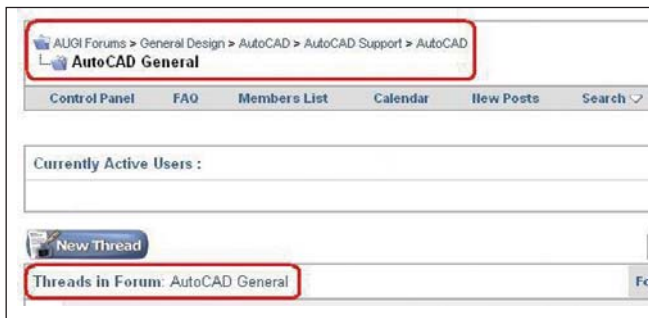 AUGI Forums > General Design > AutoCAD > AutoCAD Support > AutoCAD
AutoCAD General
Control Panel FAQ Members List Calendar New Posts Search
Currently Active Users :
New Thread
Threads in Forum: AutoCAD General